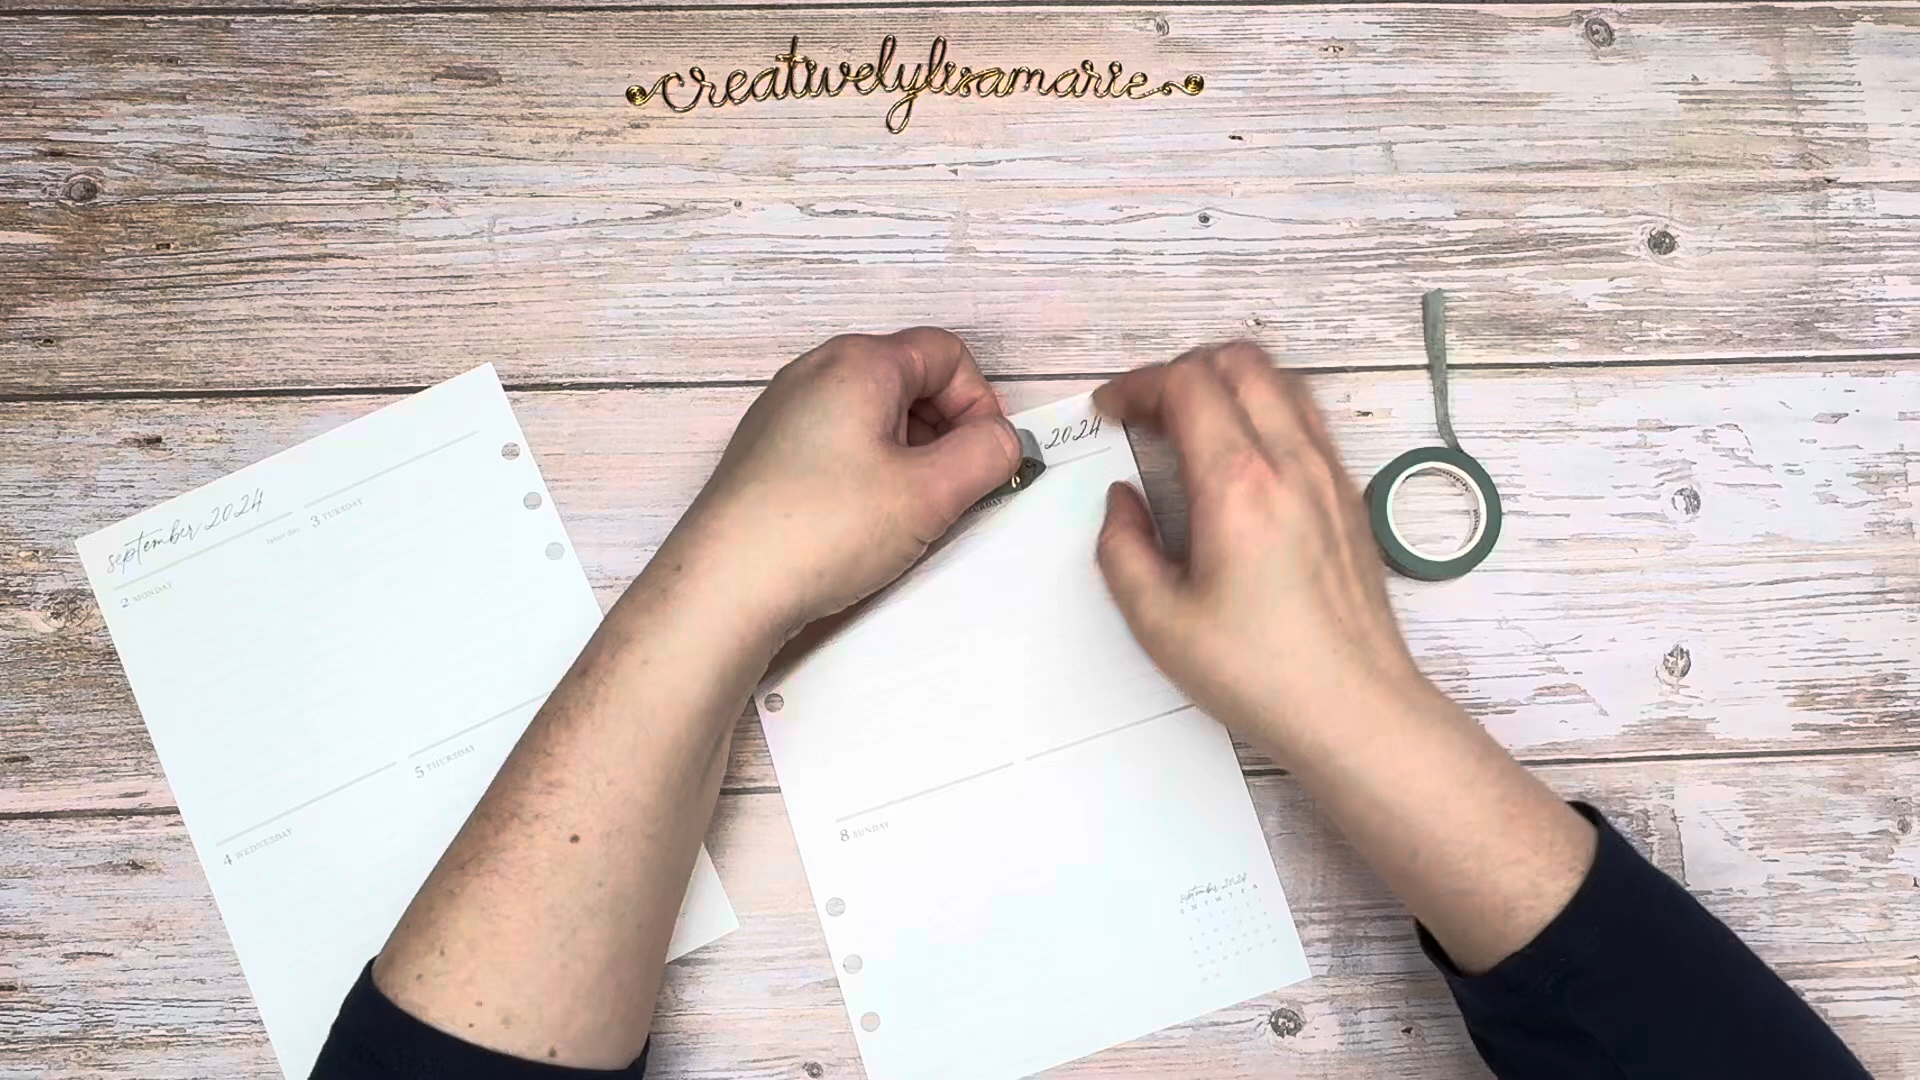 creativelylisamarie
september 2024
labor day
2 MONDAY
3 TUESDAY
4 WEDNESDAY
5 THURSDAY
2024
8 SUNDAY
september 2024
S M T W T F S